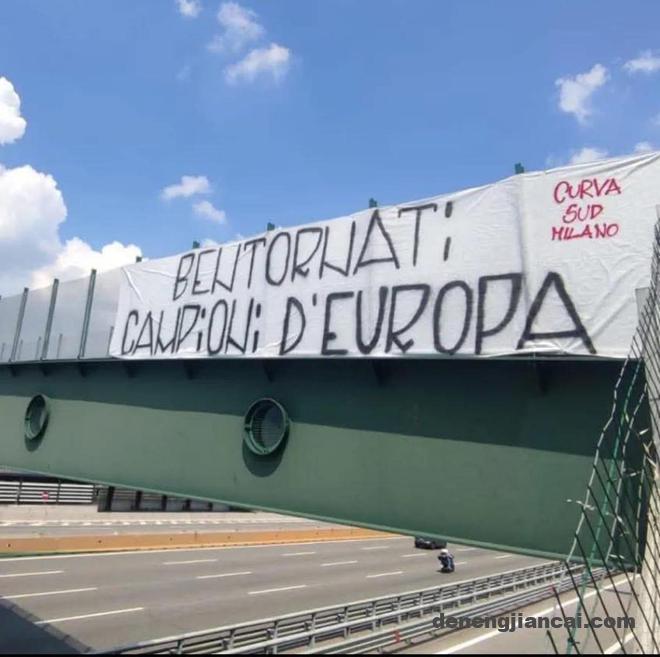 BENTORNATi
CAMPiONi D'EUROPA
CURVA
SUD
MILANO
denengjiancai.com